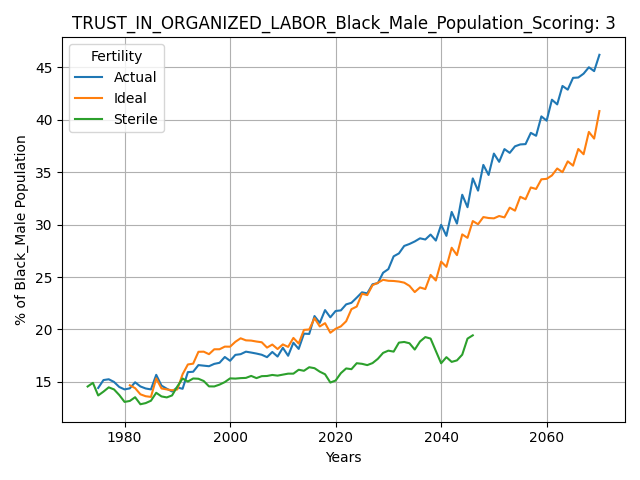 TRUST_IN_ORGANIZED_LABOR_Black_Male_Population_Scoring: 3
Fertility
Actual
Ideal
Sterile
% of Black_Male Population
45
40
35
30
25
20
15
1980
2000
2020
2040
2060
Years